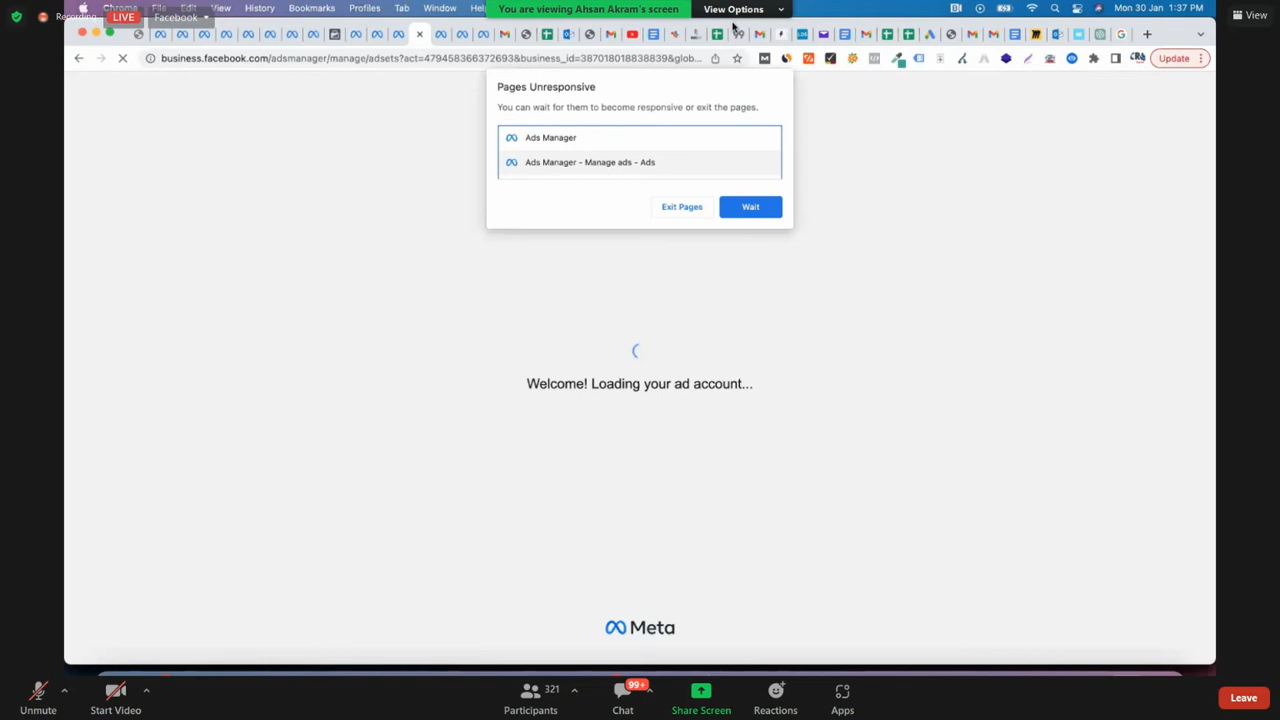 Recording
LIVE
Facebook
You are viewing Ahsan Akram's screen
View Options
View
Chrome File Edit View History Bookmarks Profiles Tab Window
Mon 30 Jan 1:37 PM
business.facebook.com/adsmanager/manage/adsets?act=479458366372693&business_id=387018018838839&glob...
Update
Pages Unresponsive
You can wait for them to become responsive or exit the pages.
Ads Manager
Ads Manager - Manage ads - Ads
Exit Pages
Wait
Welcome! Loading your ad account...
Meta
Unmute
Start Video
321
Participants
99+
Chat
Share Screen
Reactions
Apps
Leave